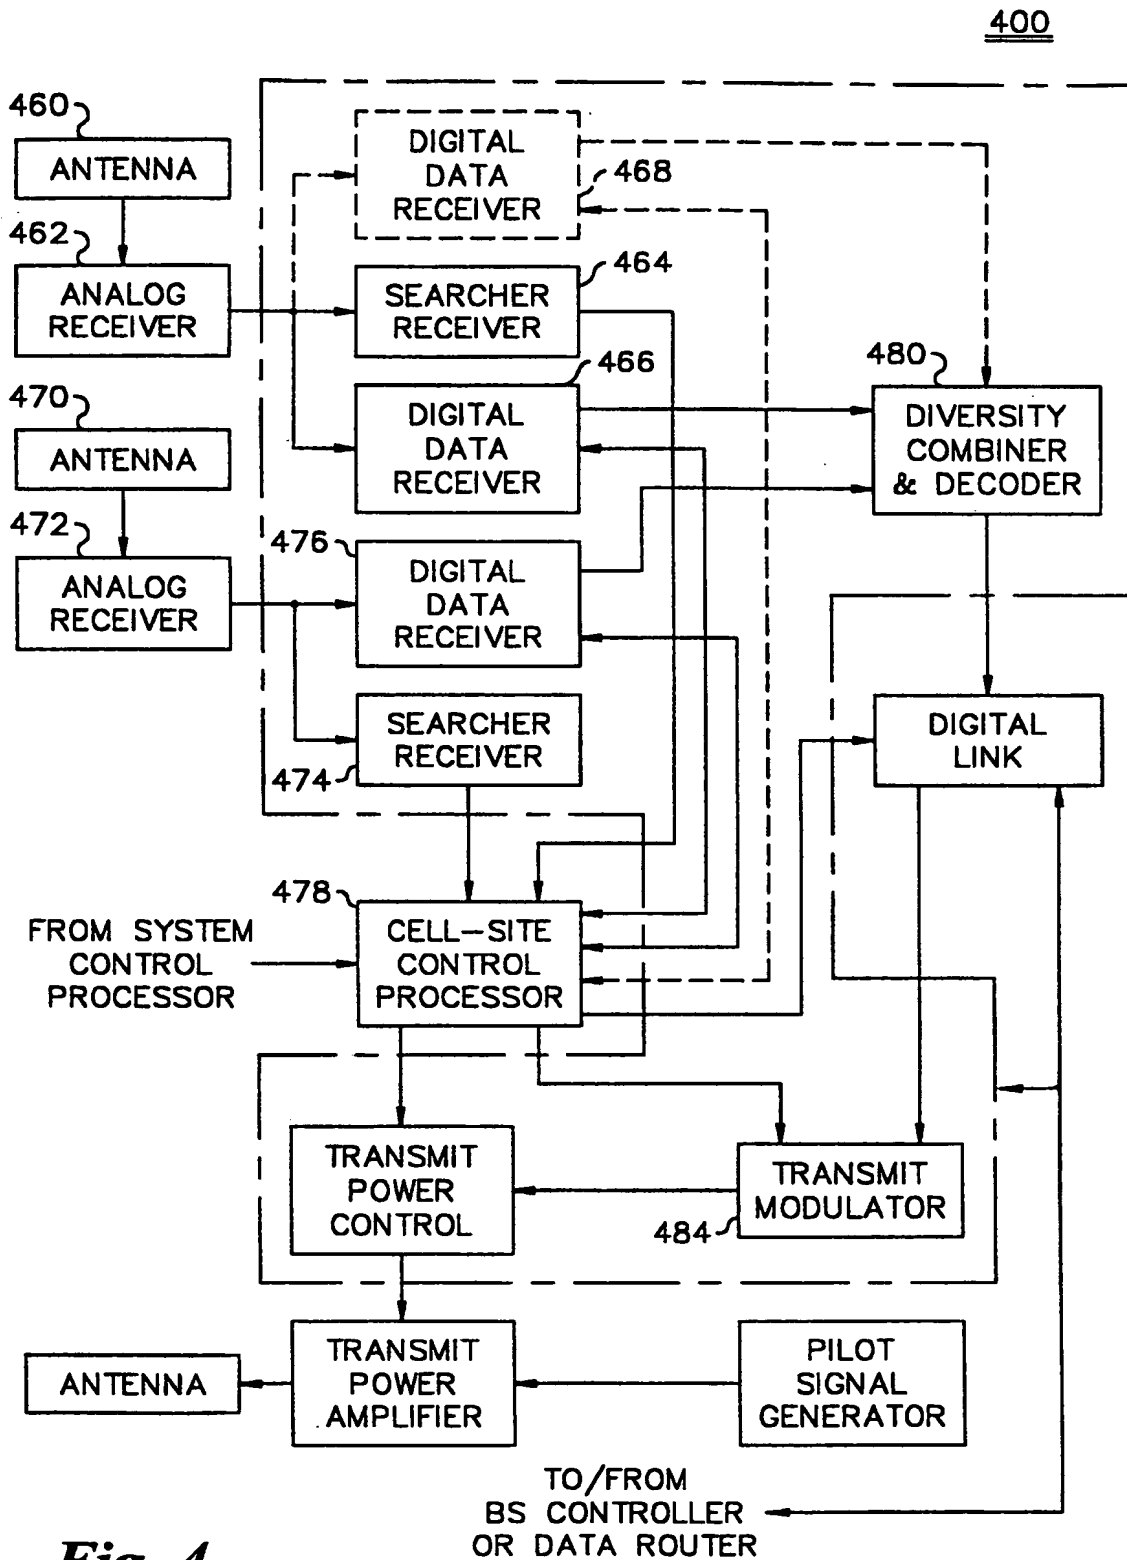 400
460
ANTENNA
462
ANALOG
RECEIVER
470
ANTENNA
472
ANALOG
RECEIVER
DIGITAL
DATA
RECEIVER
468
464
SEARCHER
RECEIVER
466
DIGITAL
DATA
RECEIVER
476
DIGITAL
DATA
RECEIVER
SEARCHER
RECEIVER
474
480
DIVERSITY
COMBINER
& DECODER
DIGITAL
LINK
478
FROM SYSTEM
CONTROL
PROCESSOR
CELL-SITE
CONTROL
PROCESSOR
TRANSMIT
POWER
CONTROL
TRANSMIT
MODULATOR
484
ANTENNA
TRANSMIT
POWER
AMPLIFIER
PILOT
SIGNAL
GENERATOR
TO/FROM
BS CONTROLLER
OR DATA ROUTER
Fig. 4